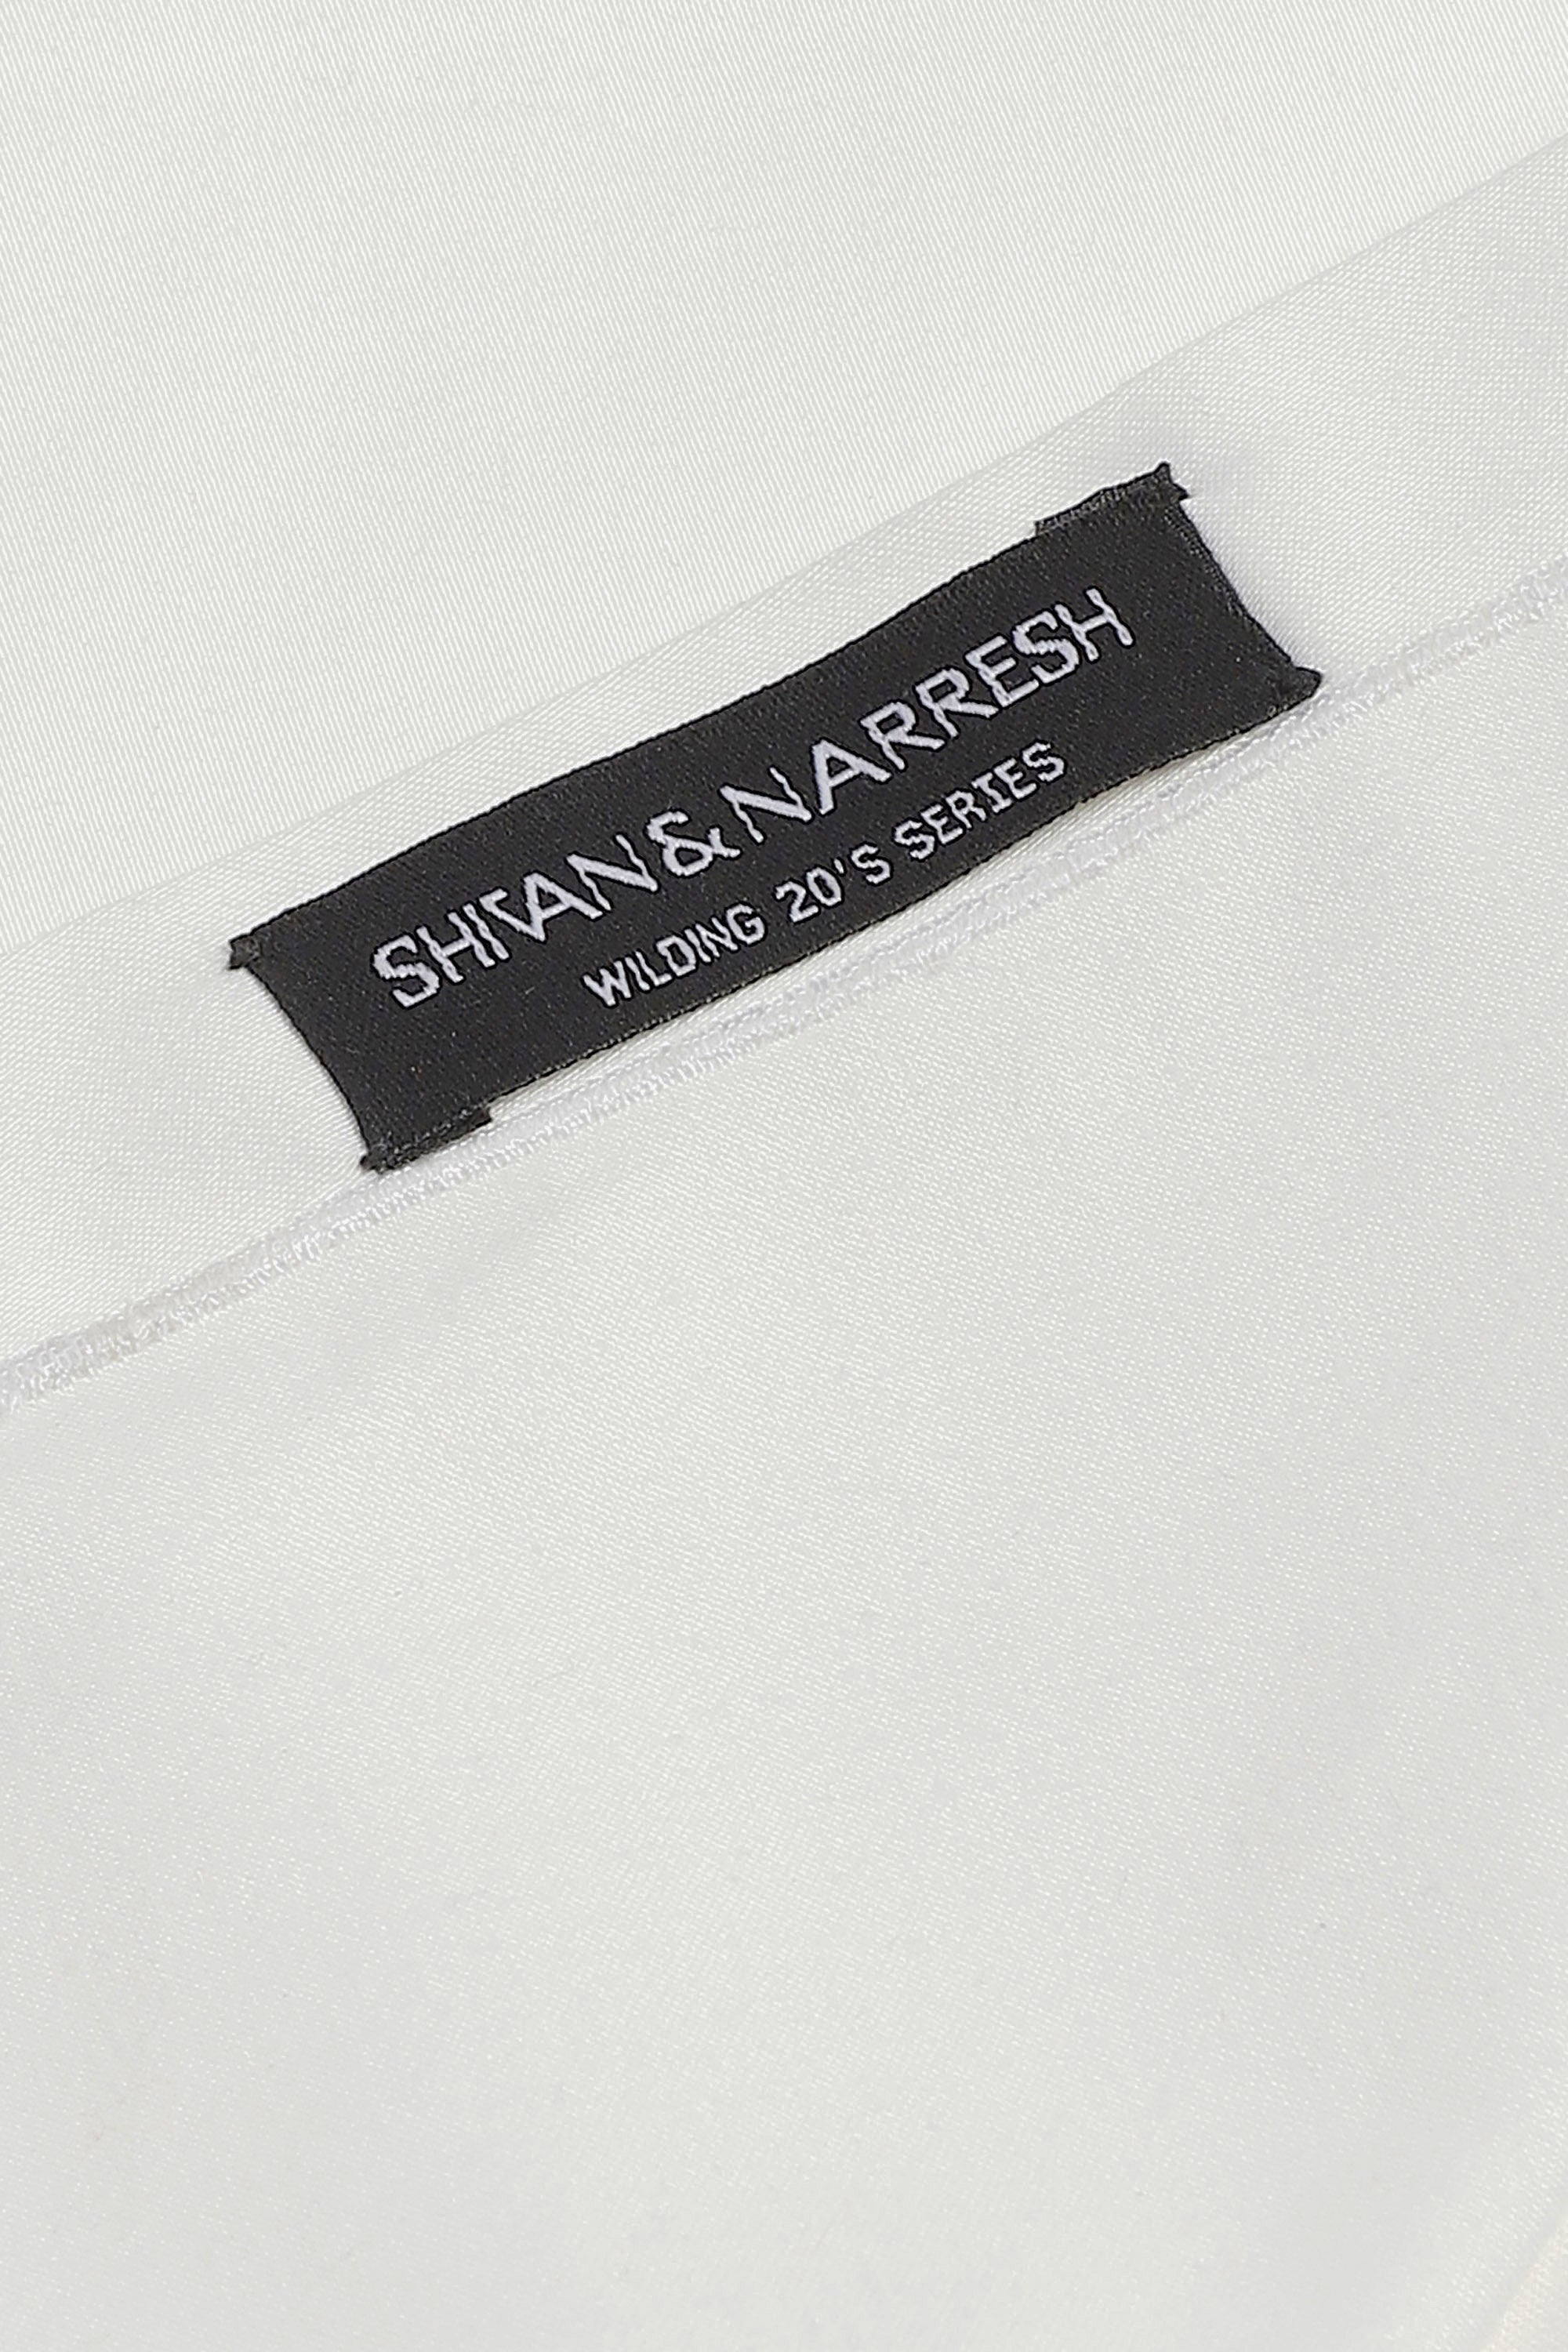 SHIVAN & NARRESH
WILDING 20'S SERIES